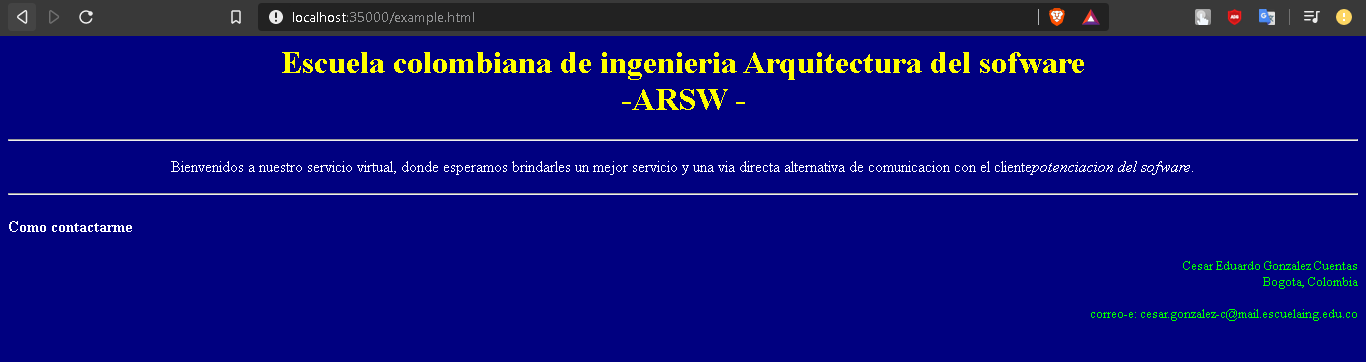 localhost:35000/example.html
Escuela colombiana de ingenieria Arquitectura del sofware
-ARSW -
Bienvenidos a nuestro servicio virtual, donde esperamos brindarles un mejor servicio y una via directa alternativa de comunicacion con el clientepotenciacion del sofware.
Como contactarme
Cesar Eduardo Gonzalez Cuentas
Bogota, Colombia
correo-e: cesar.gonzalez-c@mail.escuelaing.edu.co